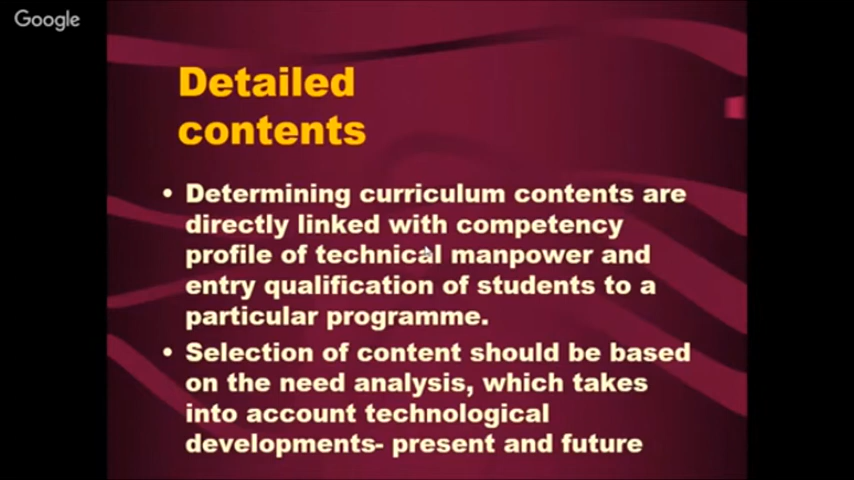 Google
Detailed
contents
• Determining curriculum contents are
directly linked with competency
profile of technical manpower and
entry qualification of students to a
particular programme.
• Selection of content should be based
on the need analysis, which takes
into account technological
developments- present and future